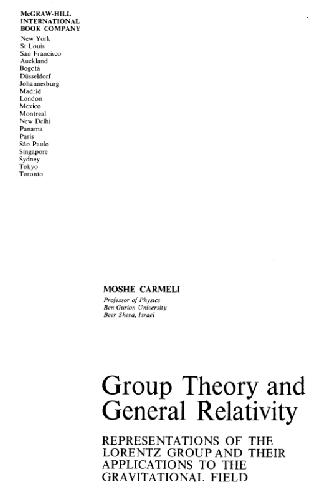 McGRAW-HILL
INTERNATIONAL
BOOK COMPANY
New York
St Louis
San Francisco
Auckland
Bogotá
Düsseldorf
Johannesburg
Madrid
London
Mexico
Montreal
New Delhi
Panama
Paris
São Paulo
Singapore
Sydney
Tokyo
Toronto
MOSHE CARMELI
Professor of Physics
Ben Gurion University
Beer Sheva, Israel
Group Theory and
General Relativity
REPRESENTATIONS OF THE
LORENTZ GROUP AND THEIR
APPLICATIONS TO THE
GRAVITATIONAL FIELD